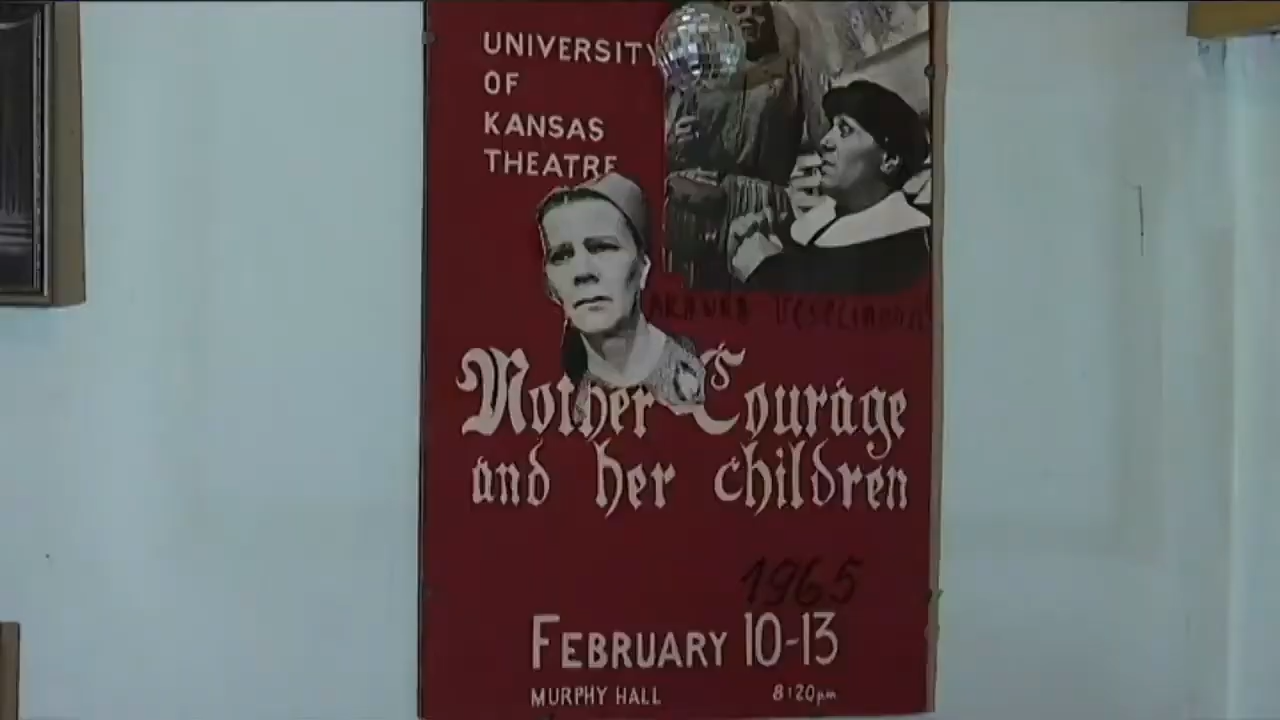 UNIVERSITY
OF
KANSAS
THEATRE
Mother Courage
and her children
1965
FEBRUARY 10-13
MURPHY HALL 8:20pm